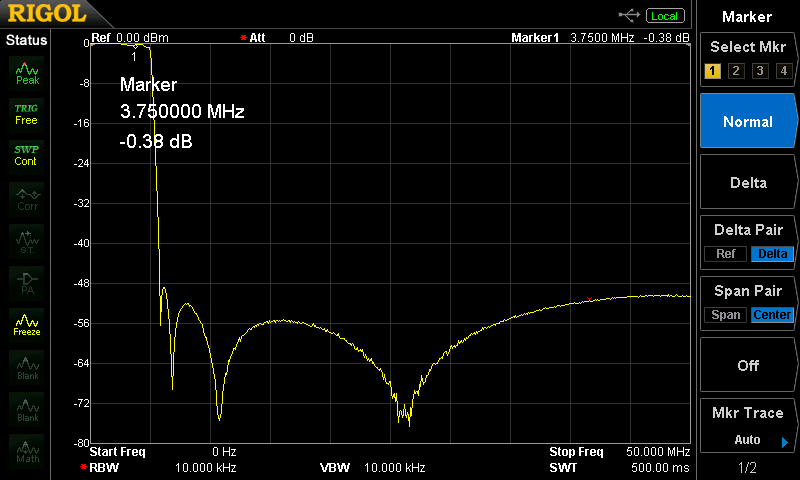 RIGOL
Local
Status
Ref 0.00 dBm * Att 0 dB Marker1 3.7500 MHz -0.38 dB
Peak
TRIG
Free
SWP
Cont
Corr
S.T.
PA
Freeze
Blank
Blank
Math
0
-8
-16
-24
-32
-40
-48
-56
-64
-72
-80
1
Marker
3.750000 MHz
-0.38 dB
Start Freq 0 Hz Stop Freq 50.000 MHz
*RBW 10.000 kHz VBW 10.000 kHz SWT 500.00 ms
Marker
Select Mkr
1 2 3 4
Normal
Delta
Delta Pair
Ref Delta
Span Pair
Span Center
Off
Mkr Trace
Auto
1/2